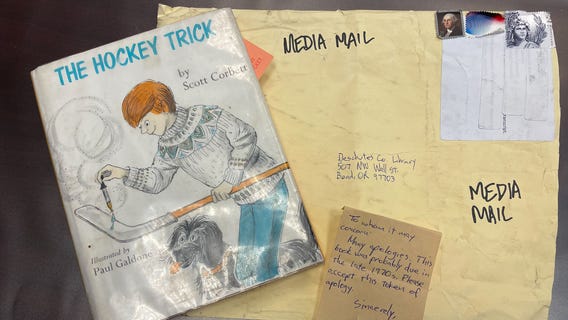 THE HOCKEY TRICK
by
Scott Corbett
Illustrated by
Paul Galdone
MEDIA MAIL
Deschutes Co. Library
507 NW Wall St.
Bend, OR 97703
MEDIA
MAIL
To whom it may
concern
Many apologies. This
book was probably due in
the late 1970s. Please
accept this token of
apology.
Sincerely,